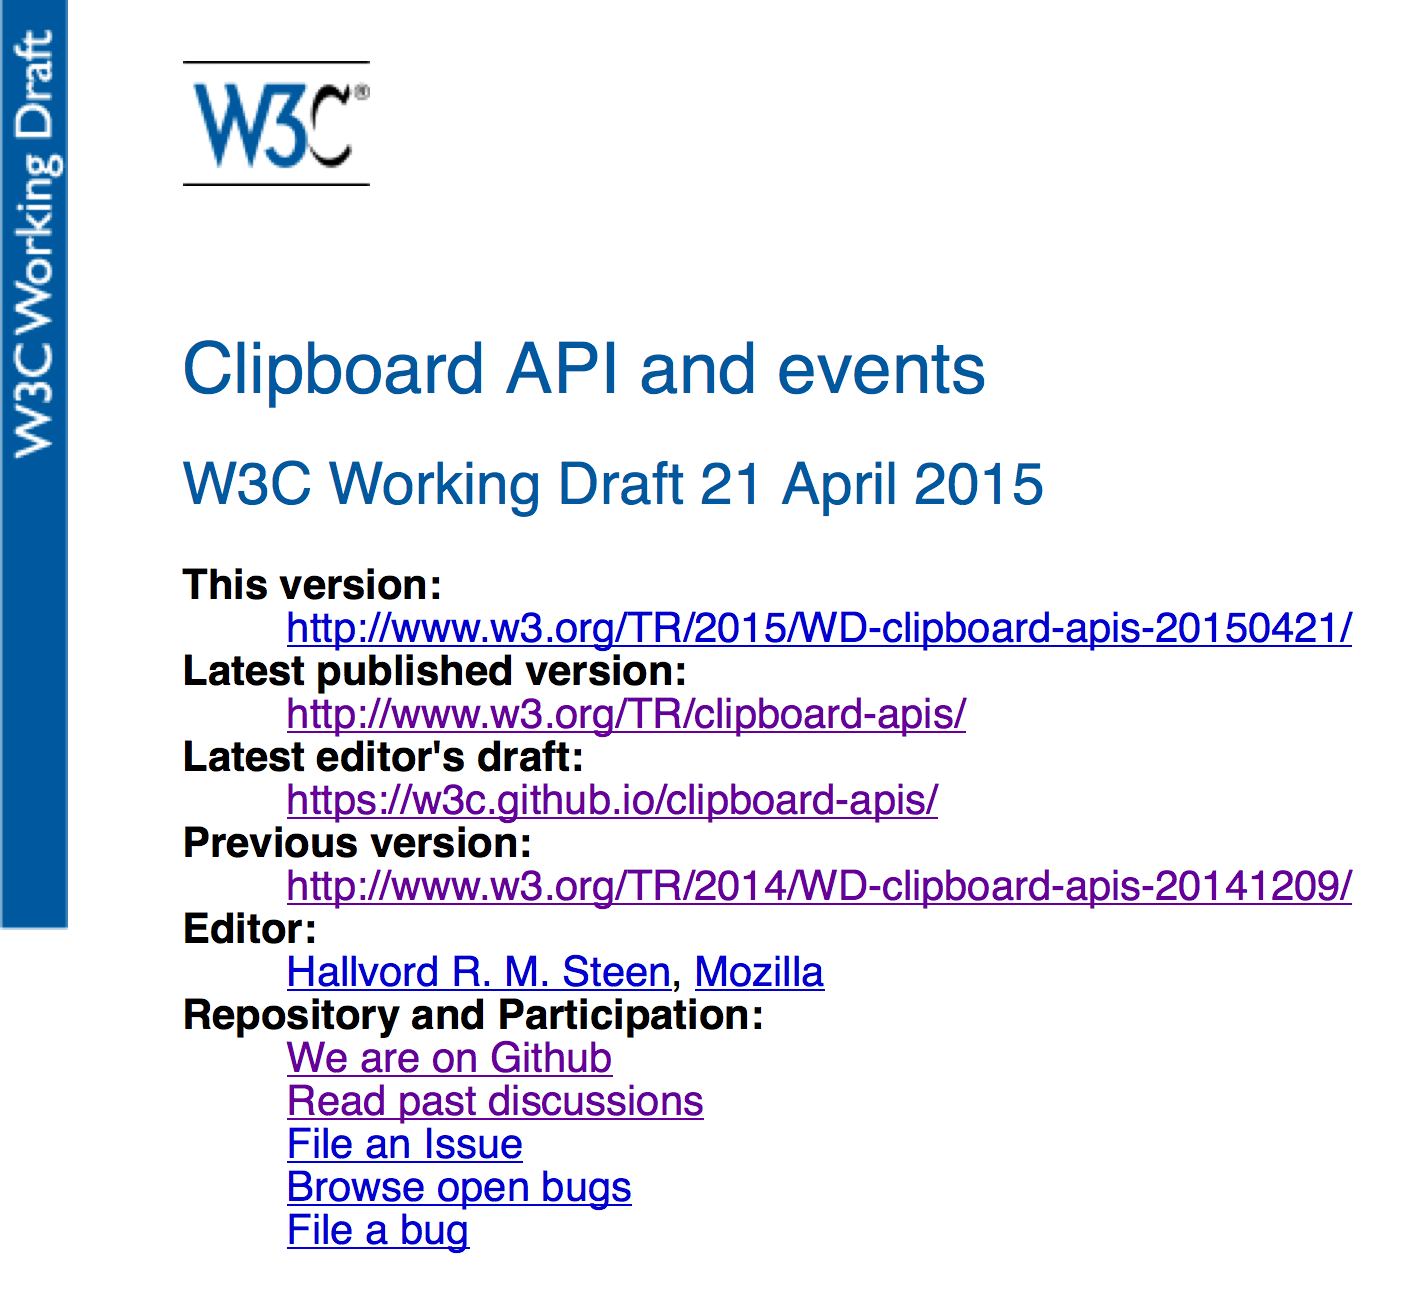 W3C Working Draft
W3C®
Clipboard API and events
W3C Working Draft 21 April 2015
This version:
http://www.w3.org/TR/2015/WD-clipboard-apis-20150421/
Latest published version:
http://www.w3.org/TR/clipboard-apis/
Latest editor's draft:
https://w3c.github.io/clipboard-apis/
Previous version:
http://www.w3.org/TR/2014/WD-clipboard-apis-20141209/
Editor:
Hallvord R. M. Steen, Mozilla
Repository and Participation:
We are on Github
Read past discussions
File an Issue
Browse open bugs
File a bug